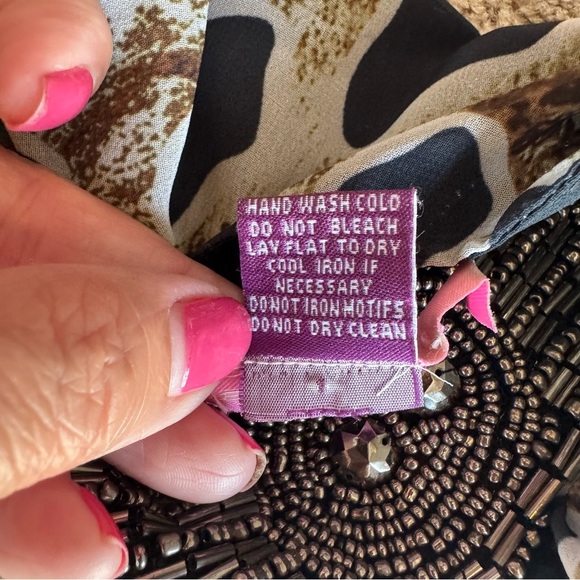 HAND WASH COLD
DO NOT BLEACH
LAY FLAT TO DRY
COOL IRON IF
NECESSARY
DO NOT IRON MOTIFS
DO NOT DRY CLEAN